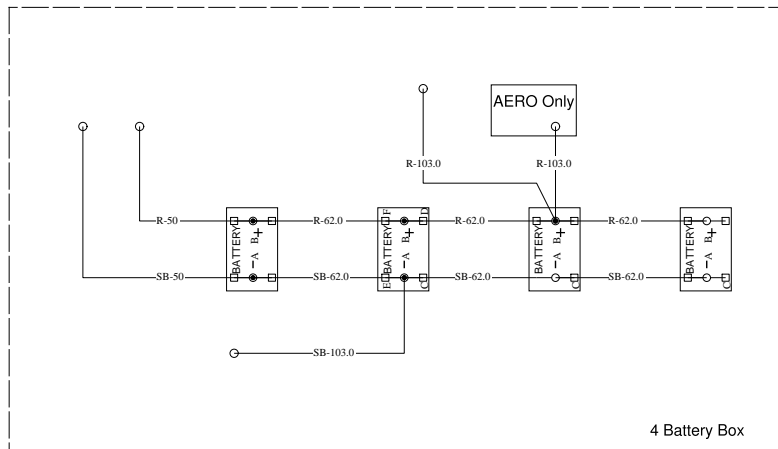 AERO Only
R-103.0
R-103.0
R-50
R-62.0
R-62.0
R-62.0
BATTERY
A
B
+
−
BATTERY
A
B
+
−
F
D
E
C
BATTERY
A
B
+
−
C
BATTERY
A
B
+
−
C
SB-50
SB-62.0
SB-62.0
SB-62.0
SB-103.0
4 Battery Box